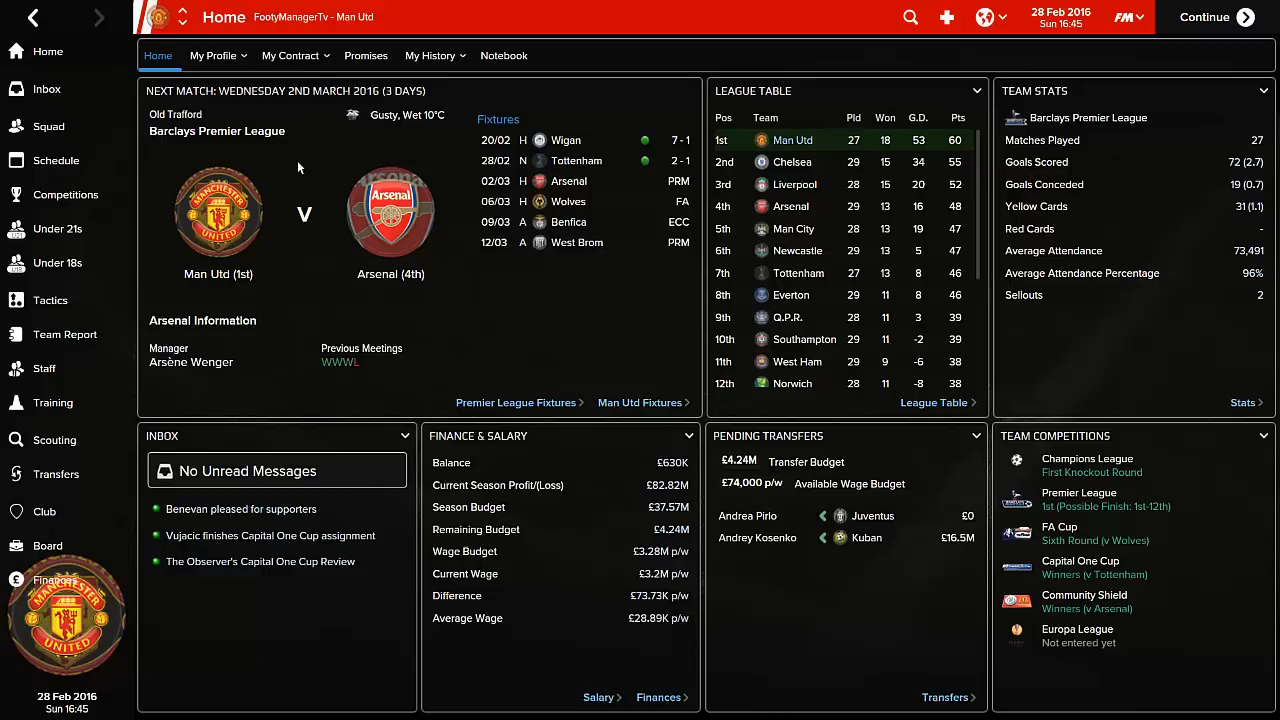 Home FootyManagerTv - Man Utd
28 Feb 2016
Sun 16:45
FM
Continue
Home
Inbox
Squad
Schedule
Competitions
Under 21s
Under 18s
Tactics
Team Report
Staff
Training
Scouting
Transfers
Club
Board
Finances
MANCHESTER
UNITED
28 Feb 2016
Sun 16:45
Home My Profile My Contract Promises My History Notebook
NEXT MATCH: WEDNESDAY 2ND MARCH 2016 (3 DAYS)
Old Trafford
Barclays Premier League
Gusty, Wet 10°C
MANCHESTER
UNITED
V
Arsenal
Arsenal
Man Utd (1st) Arsenal (4th)
Fixtures
20/02 H Wigan 7 - 1
28/02 N Tottenham 2 - 1
02/03 H Arsenal PRM
06/03 H Wolves FA
09/03 A Benfica ECC
12/03 A West Brom PRM
Arsenal Information
Manager
Arsène Wenger
Previous Meetings
WWWL
Premier League Fixtures Man Utd Fixtures
LEAGUE TABLE
Pos Team Pld Won G.D. Pts
1st Man Utd 27 18 53 60
2nd Chelsea 29 15 34 55
3rd Liverpool 28 15 20 52
4th Arsenal 29 13 16 48
5th Man City 28 13 19 47
6th Newcastle 29 13 5 47
7th Tottenham 27 13 8 46
8th Everton 29 11 8 46
9th Q.P.R. 28 11 3 39
10th Southampton 29 11 -2 39
11th West Ham 29 9 -6 38
12th Norwich 28 11 -8 38
League Table
TEAM STATS
Barclays Premier League
Matches Played 27
Goals Scored 72 (2.7)
Goals Conceded 19 (0.7)
Yellow Cards 31 (1.1)
Red Cards -
Average Attendance 73,491
Average Attendance Percentage 96%
Sellouts 2
Stats
INBOX
No Unread Messages
Benevan pleased for supporters
Vujacic finishes Capital One Cup assignment
The Observer's Capital One Cup Review
FINANCE & SALARY
Balance £630K
Current Season Profit/(Loss) £82.82M
Season Budget £37.57M
Remaining Budget £4.24M
Wage Budget £3.28M p/w
Current Wage £3.2M p/w
Difference £73.73K p/w
Average Wage £28.89K p/w
Salary Finances
PENDING TRANSFERS
£4.24M Transfer Budget
£74,000 p/w Available Wage Budget
Andrea Pirlo Juventus £0
Andrey Kosenko Kuban £16.5M
Transfers
TEAM COMPETITIONS
Champions League
First Knockout Round
Premier League
1st (Possible Finish: 1st-12th)
FA Cup
Sixth Round (v Wolves)
Capital One Cup
Winners (v Tottenham)
Community Shield
Winners (v Arsenal)
Europa League
Not entered yet